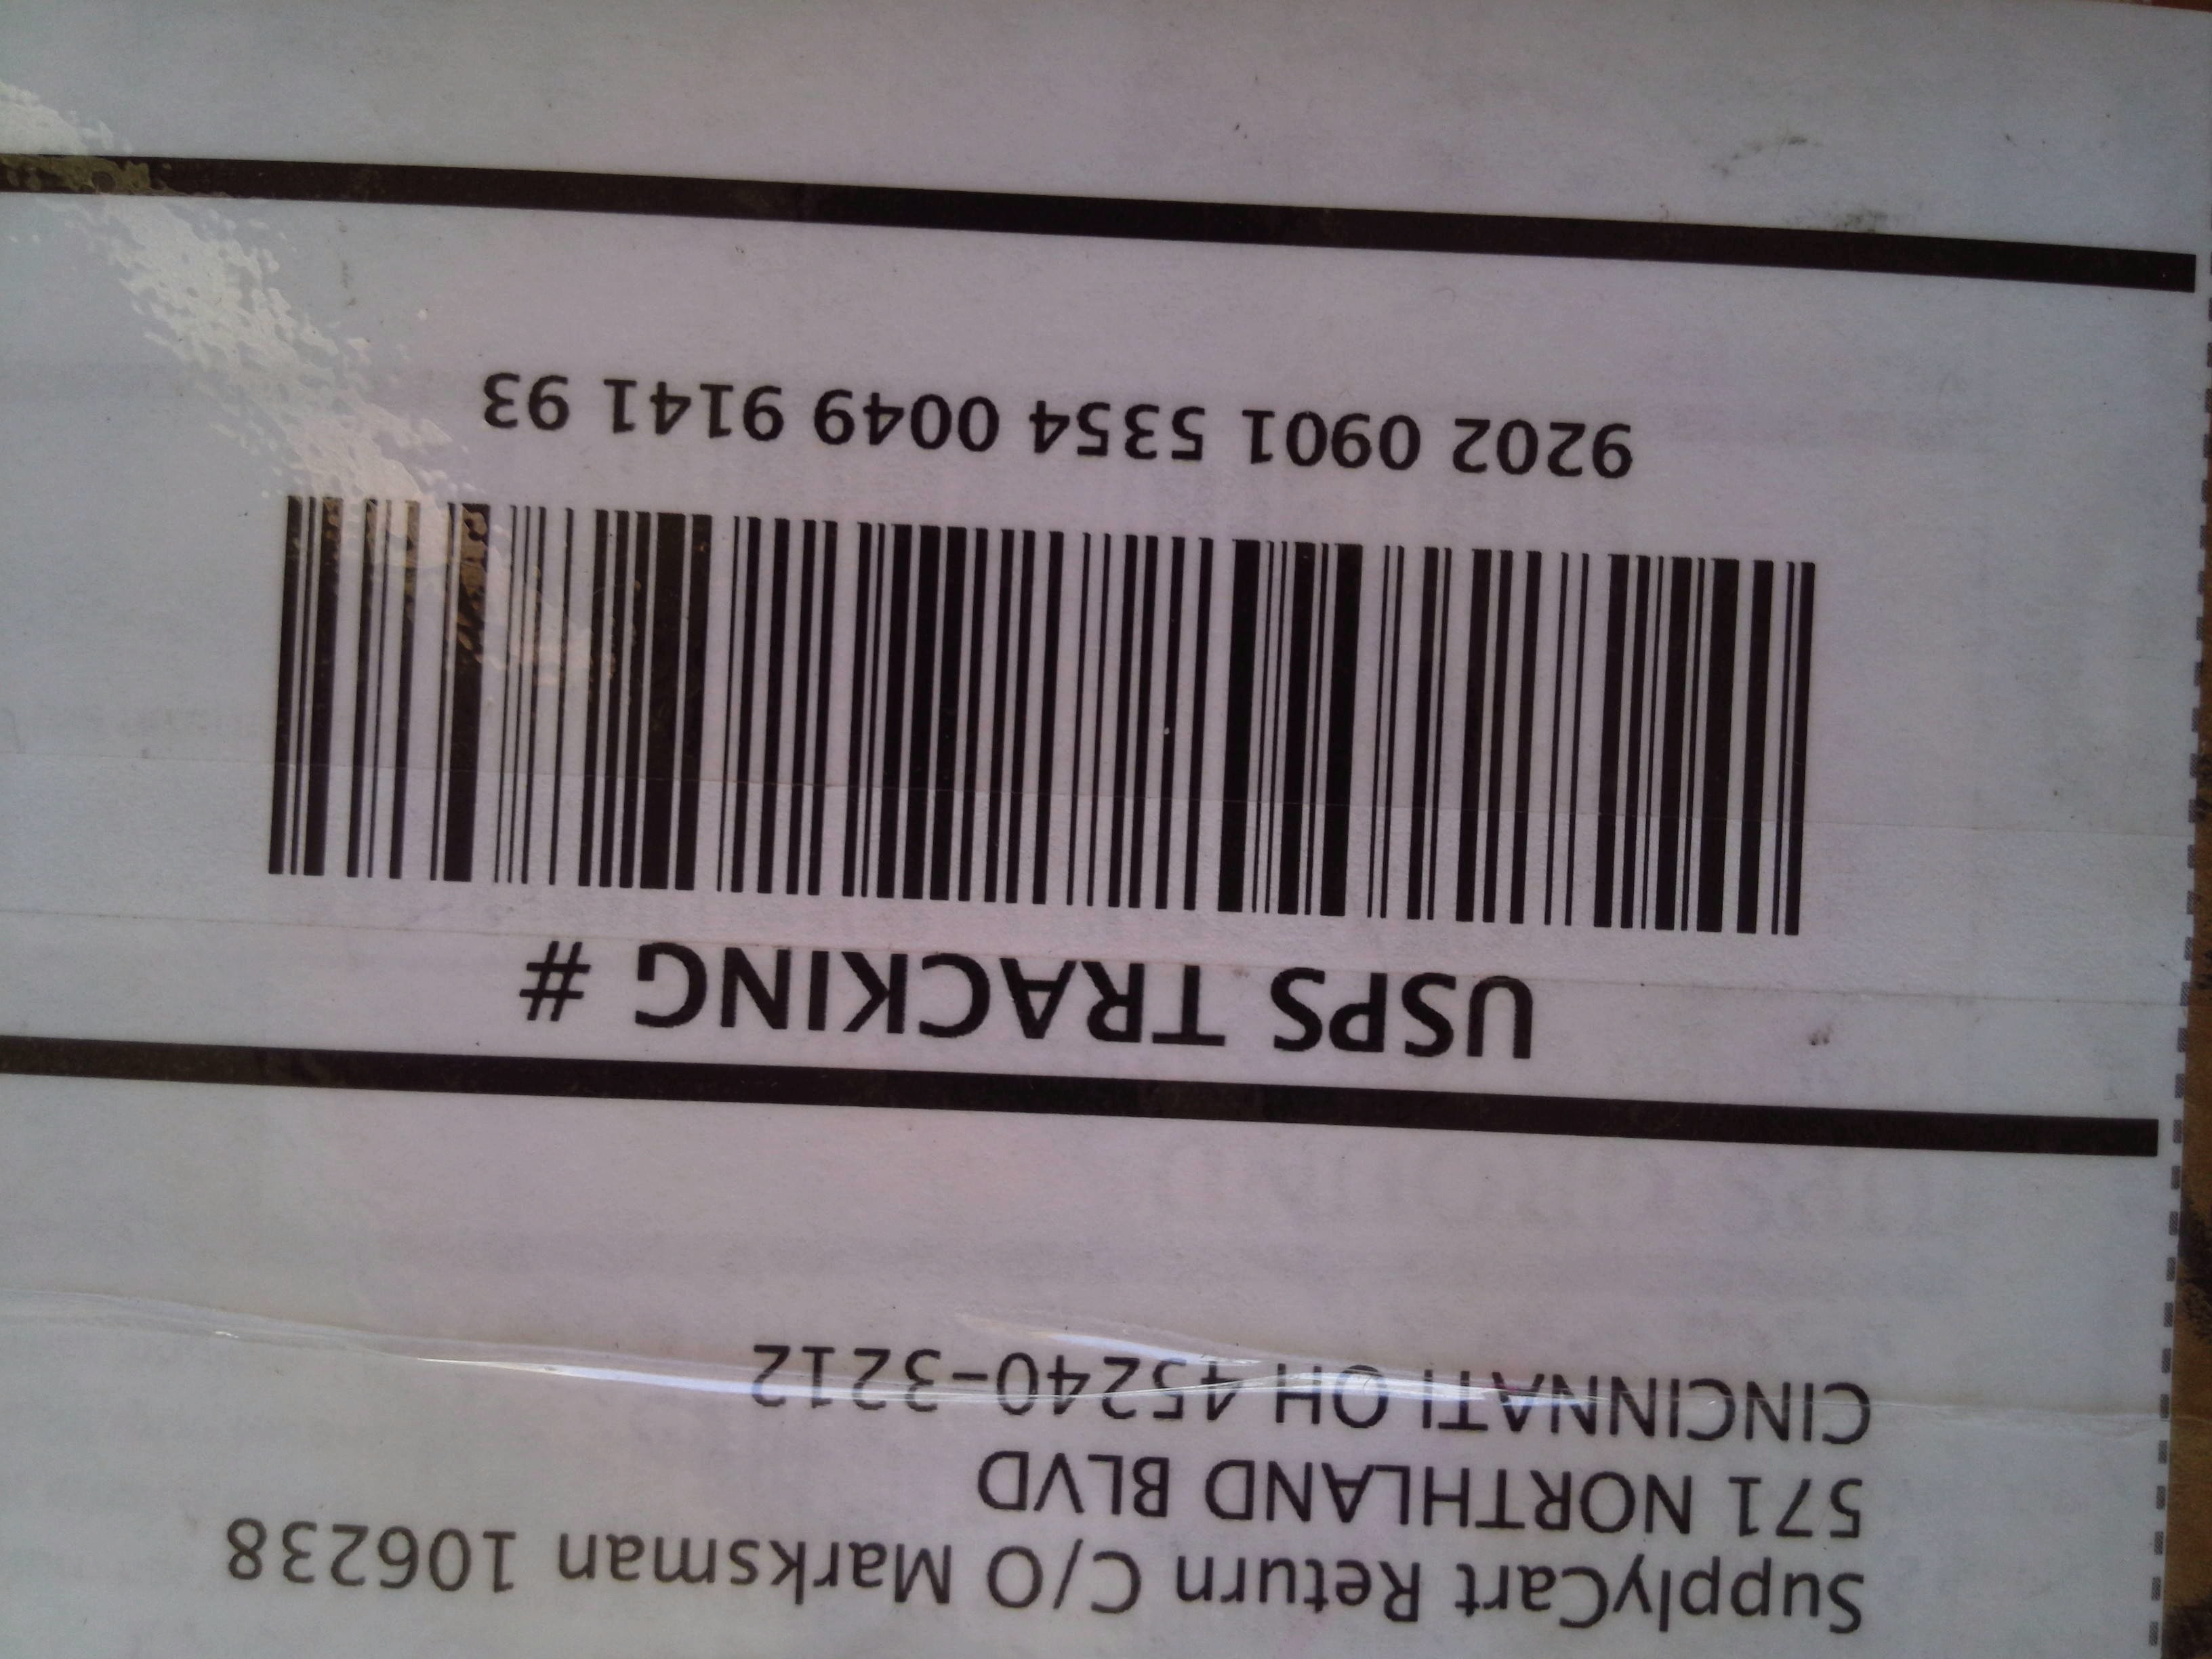 SupplyCart Return C/O Marksman 106238
571 NORTHLAND BLVD
CINCINNATI OH 45240-3212
USPS TRACKING #
9202 0901 5354 0049 9141 93